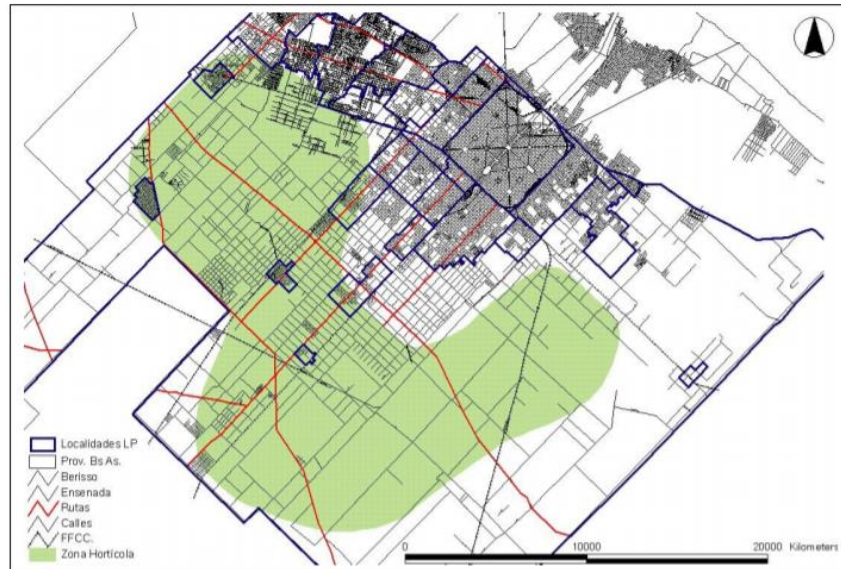 Localidades LP
Prov. Bs As.
Berisso
Ensenada
Rutas
Calles
FFCC.
Zona Hortícola
0 10000 20000 Kilometers